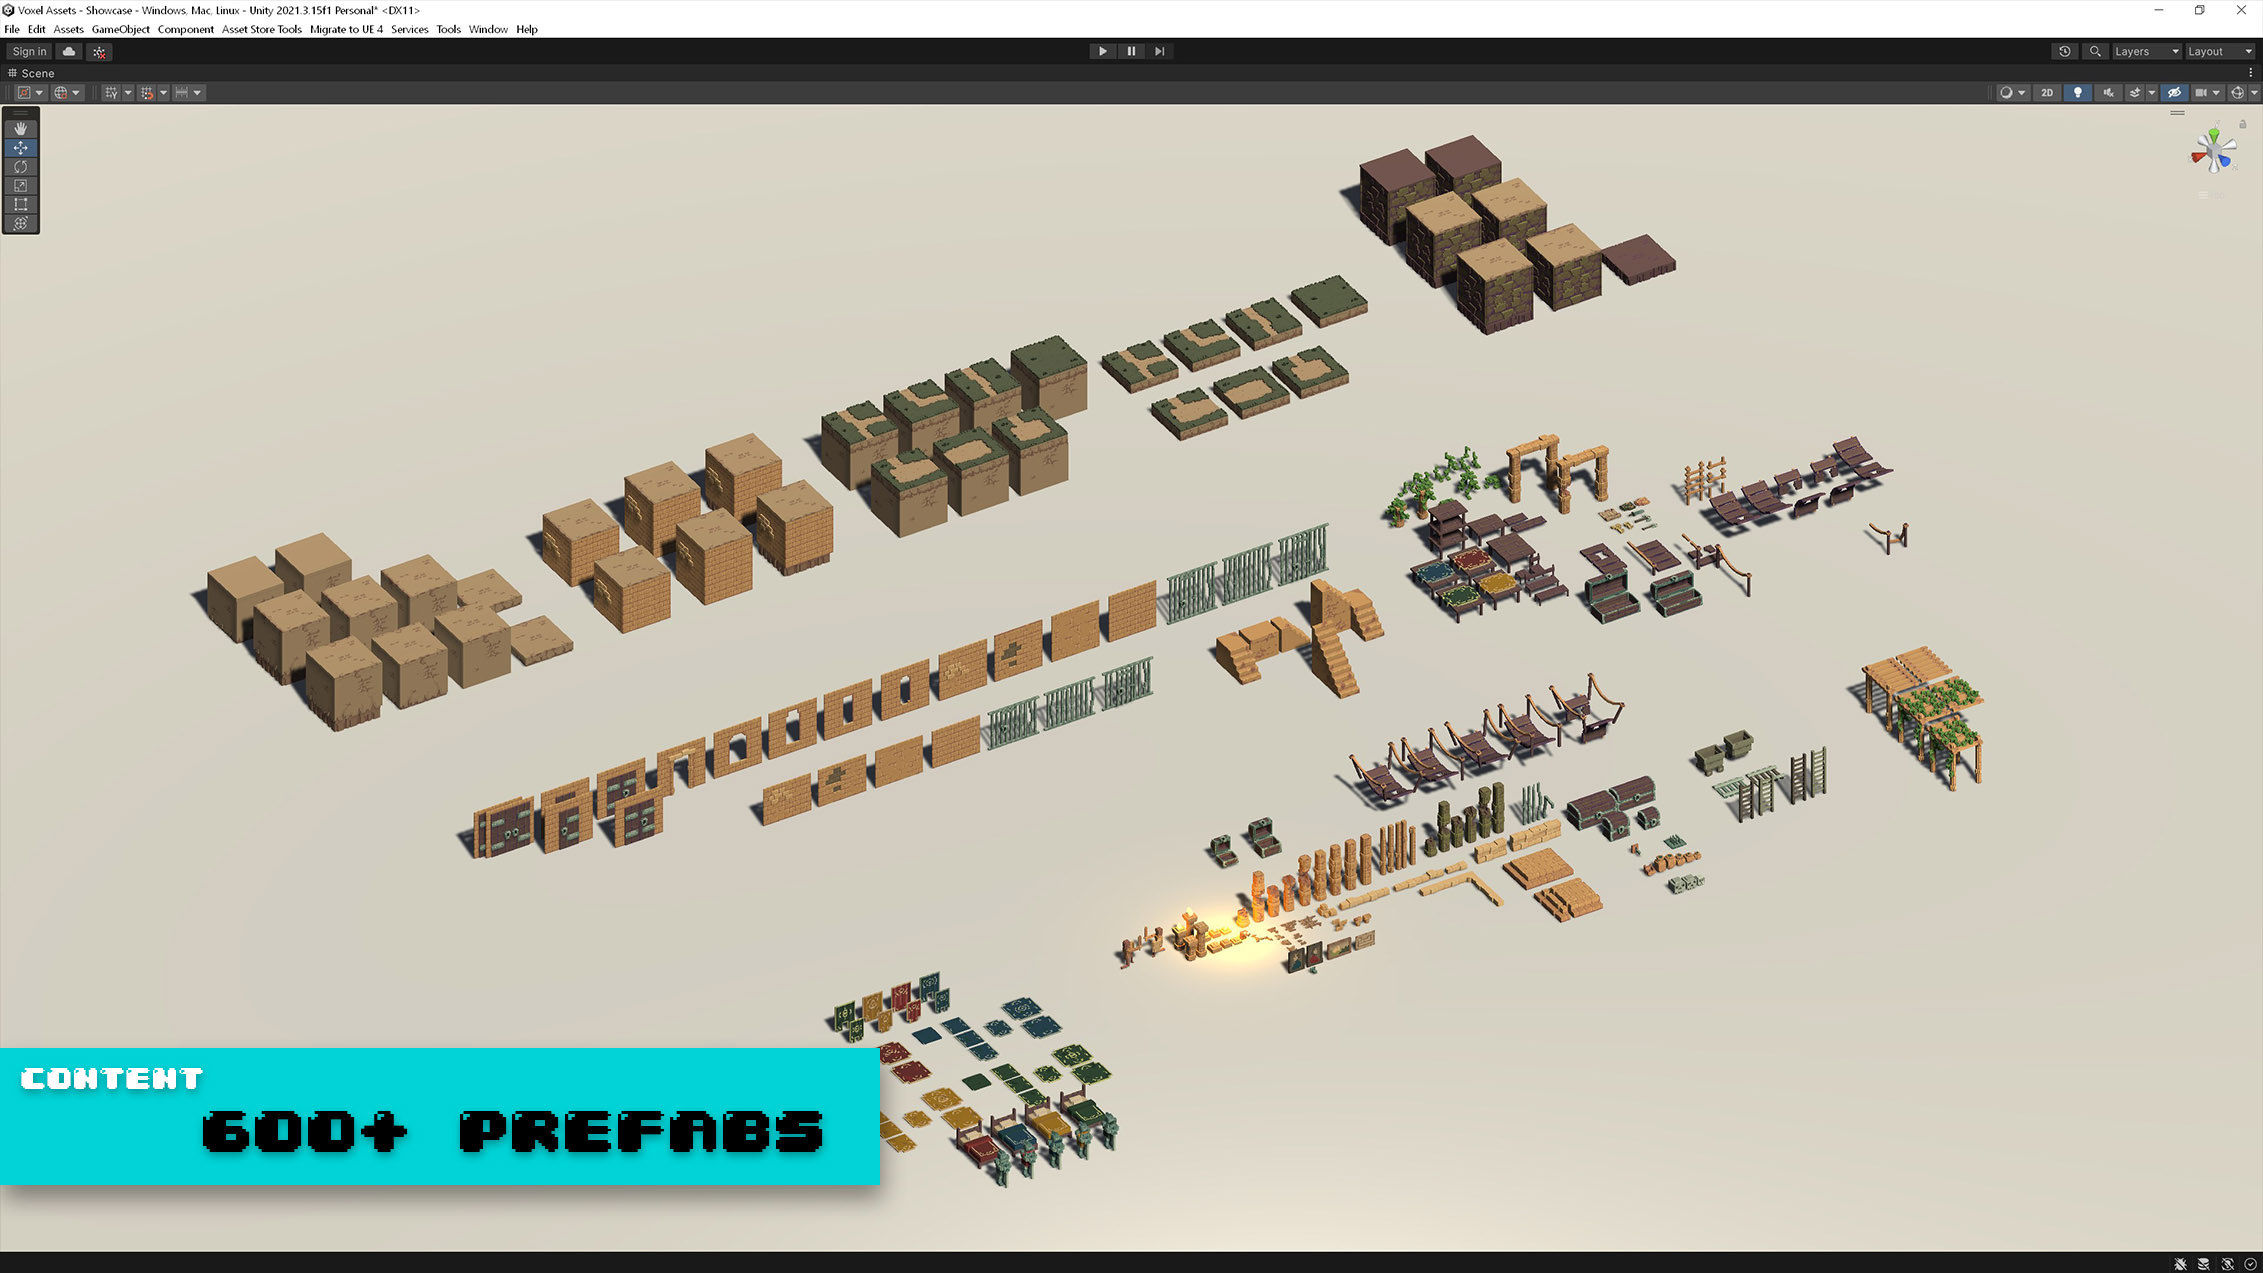 Voxel Assets - Showcase - Windows, Mac, Linux - Unity 2021.3.15f1 Personal* <DX11>
File Edit Assets GameObject Component Asset Store Tools Migrate to UE 4 Services Tools Window Help
Sign in Layers Layout
Scene
2D
CONTENT
600+ PREFABS